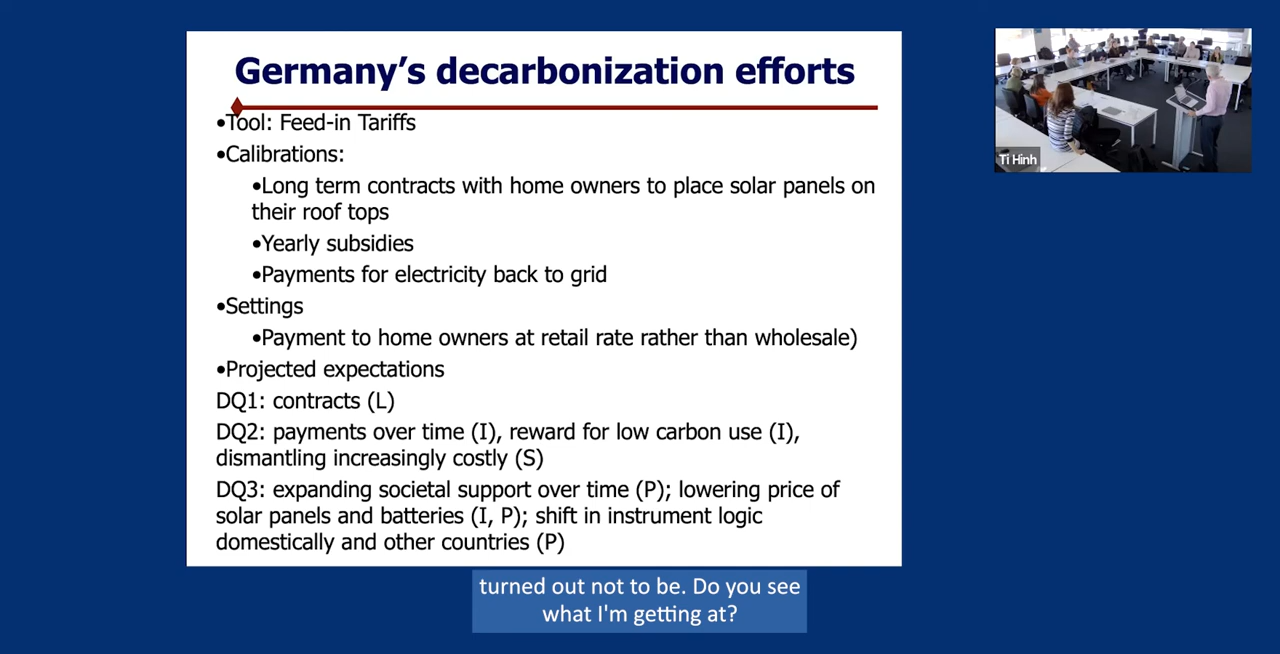 Germany's decarbonization efforts
•Tool: Feed-in Tariffs
•Calibrations:
•Long term contracts with home owners to place solar panels on
their roof tops
•Yearly subsidies
•Payments for electricity back to grid
•Settings
•Payment to home owners at retail rate rather than wholesale)
•Projected expectations
DQ1: contracts (L)
DQ2: payments over time (I), reward for low carbon use (I),
dismantling increasingly costly (S)
DQ3: expanding societal support over time (P); lowering price of
solar panels and batteries (I, P); shift in instrument logic
domestically and other countries (P)
Ti Hinh
turned out not to be. Do you see
what I'm getting at?